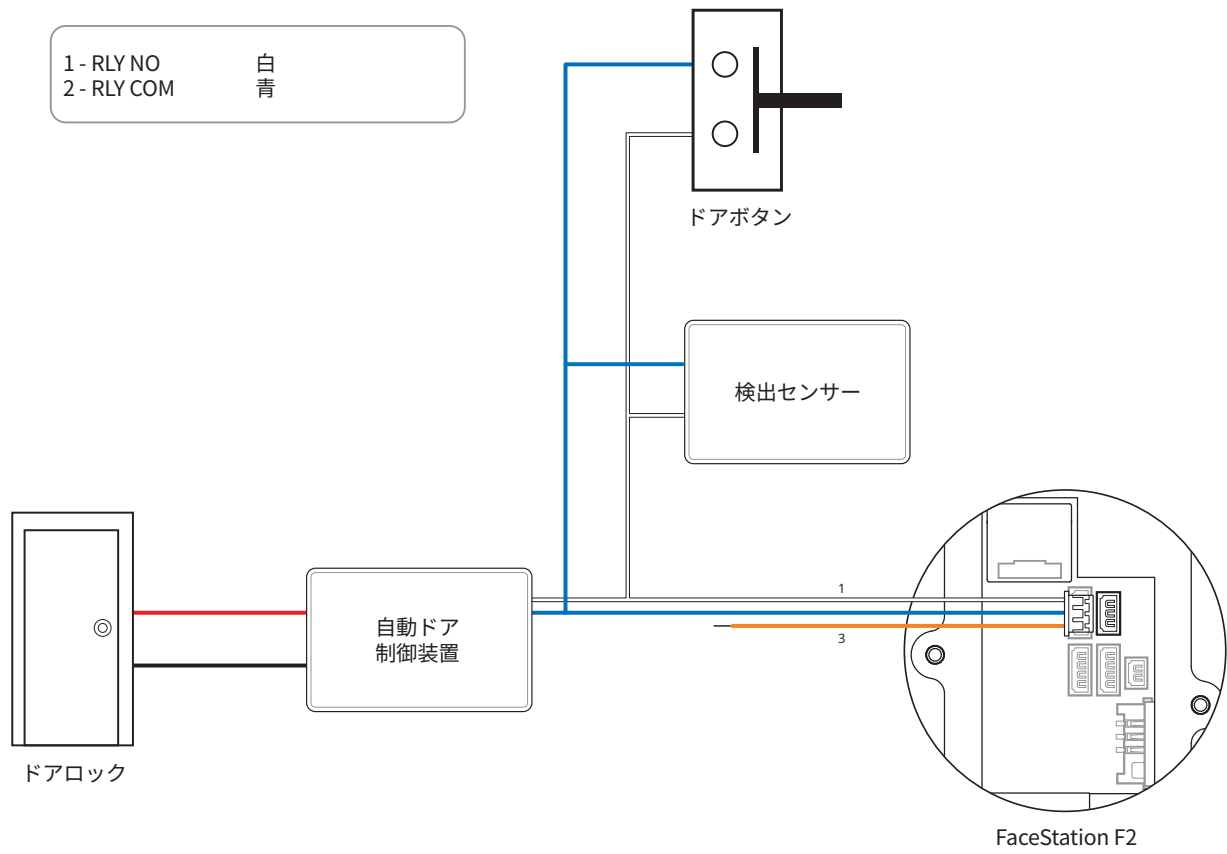 1 - RLY NO 白
2 - RLY COM 青
ドアボタン
検出センサー
1
自動ドア
制御装置
3
ドアロック
FaceStation F2